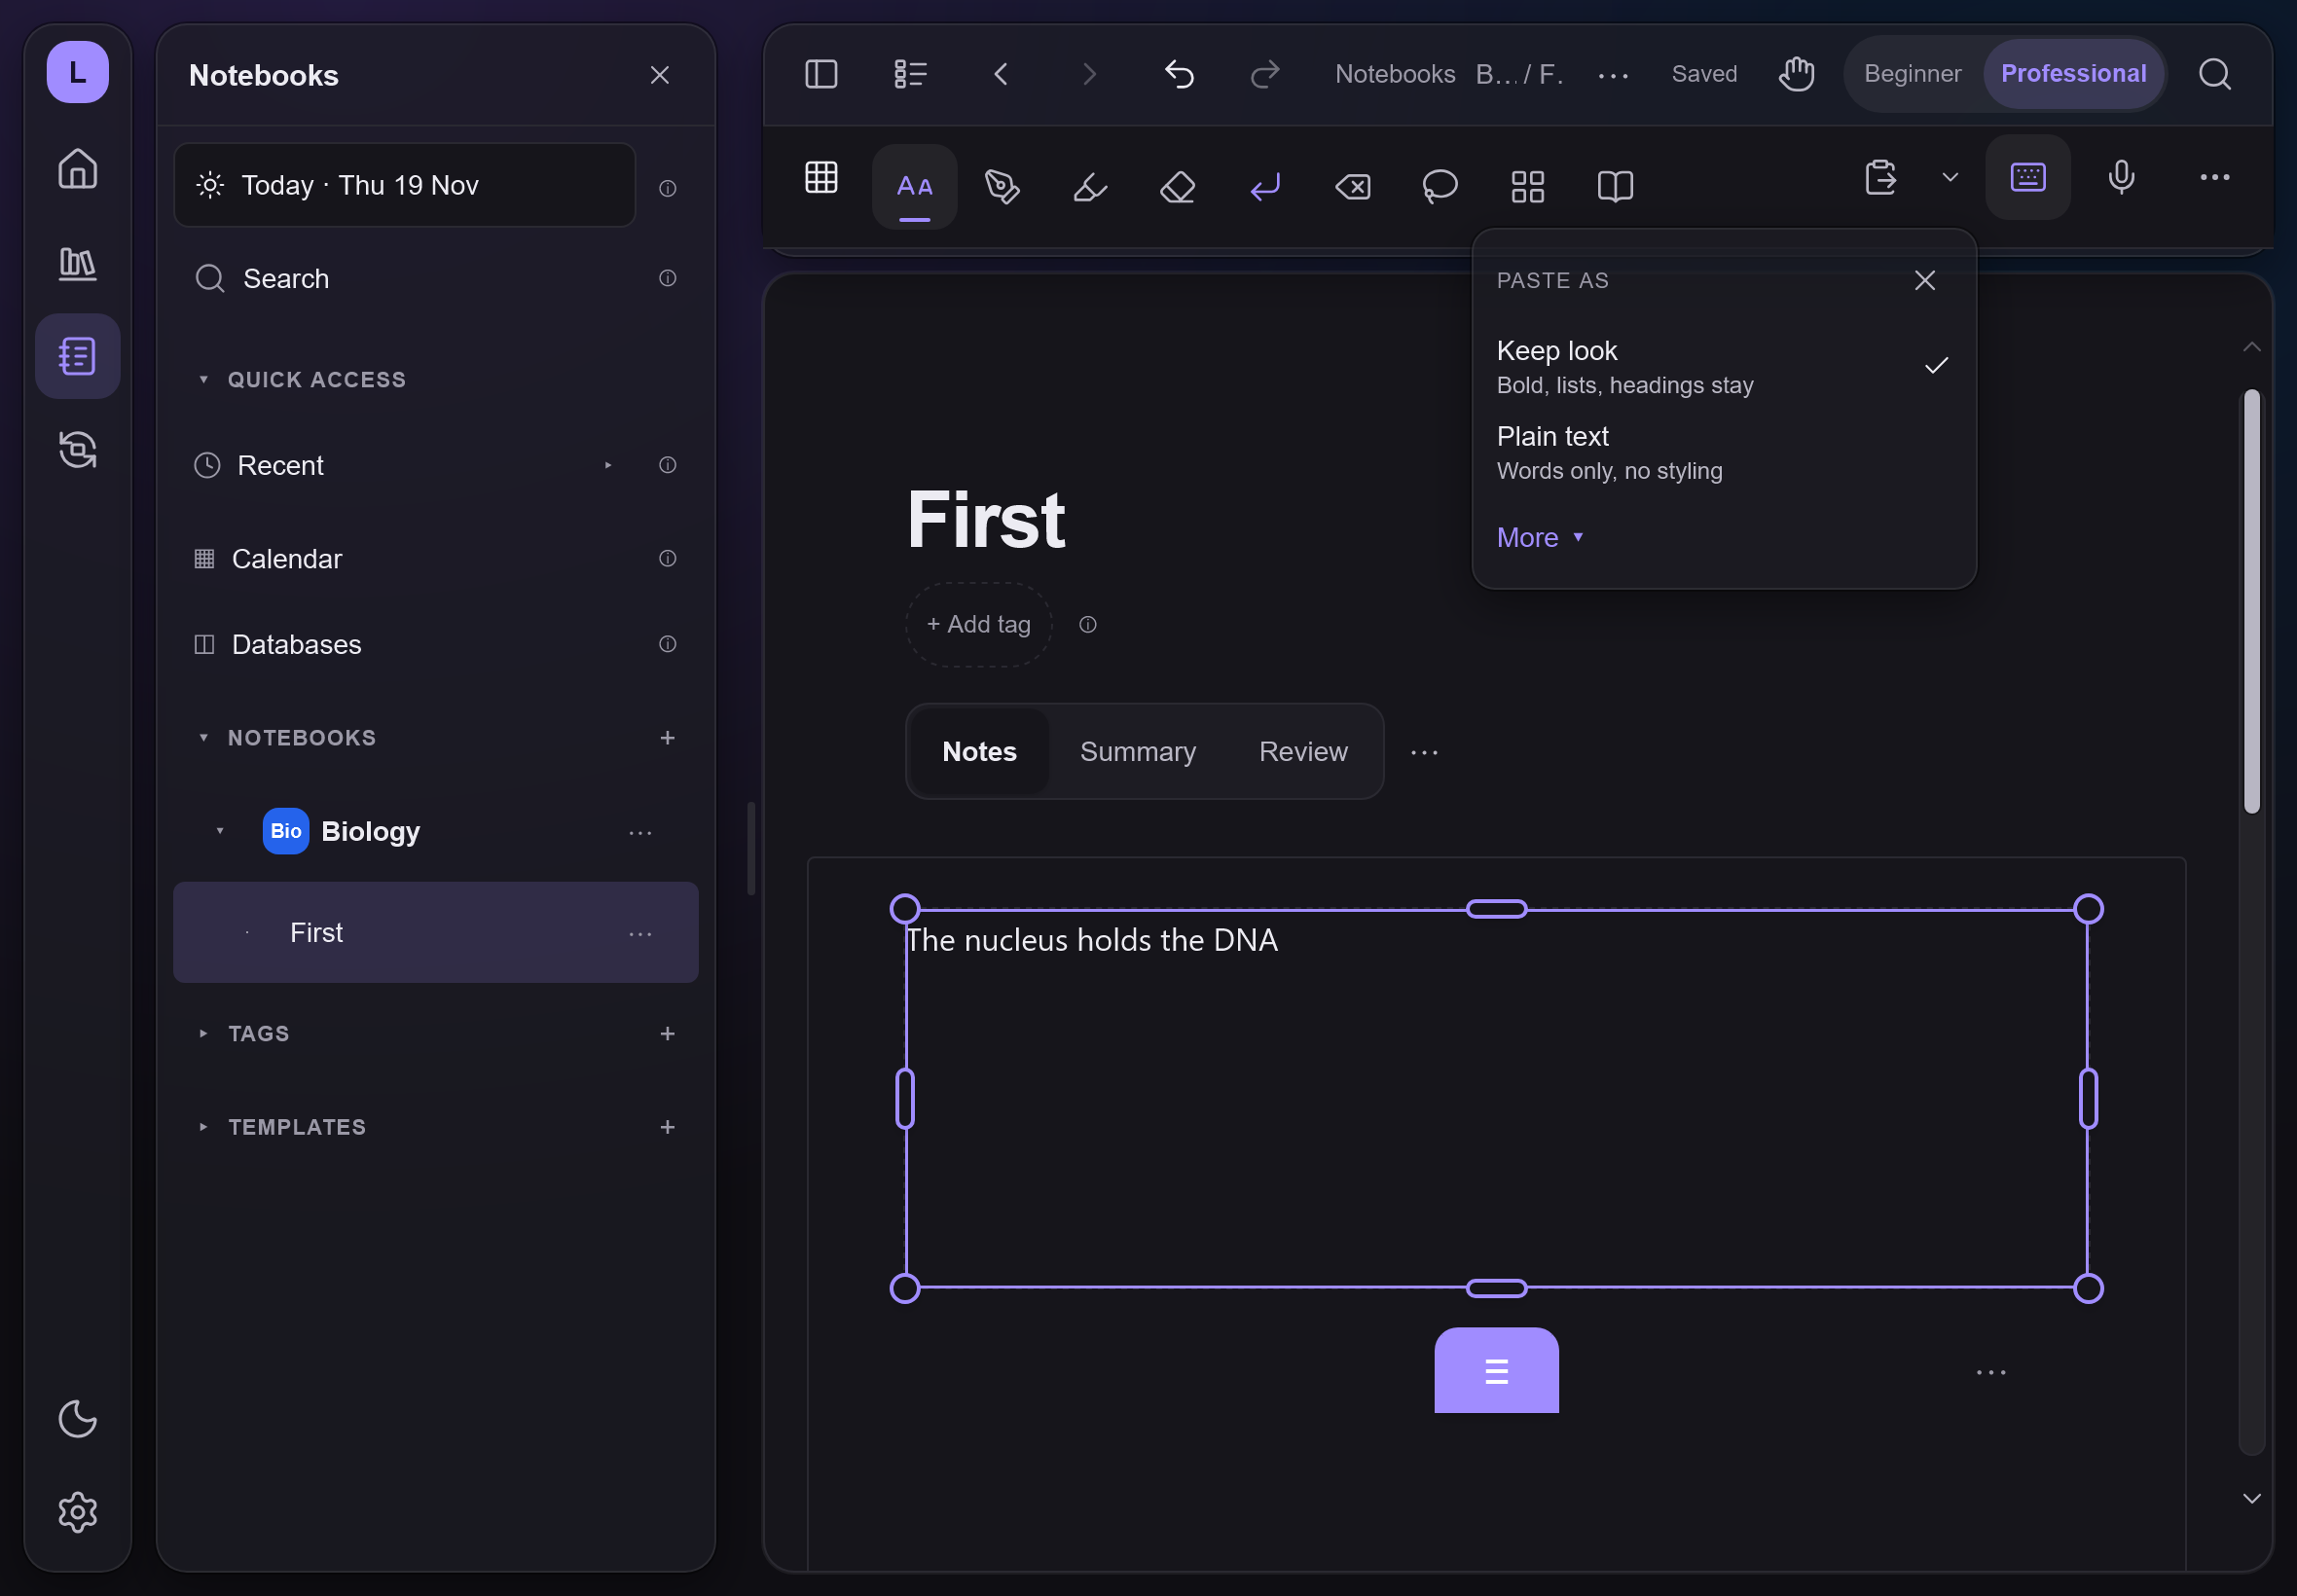 L
Notebooks
Today · Thu 19 Nov
Search
QUICK ACCESS
Recent
Calendar
Databases
NOTEBOOKS
Bio Biology
First
TAGS
TEMPLATES
Notebooks B... / F. Saved Beginner Professional
AA
PASTE AS
Keep look
Bold, lists, headings stay
Plain text
Words only, no styling
More
First
+ Add tag
Notes Summary Review
The nucleus holds the DNA